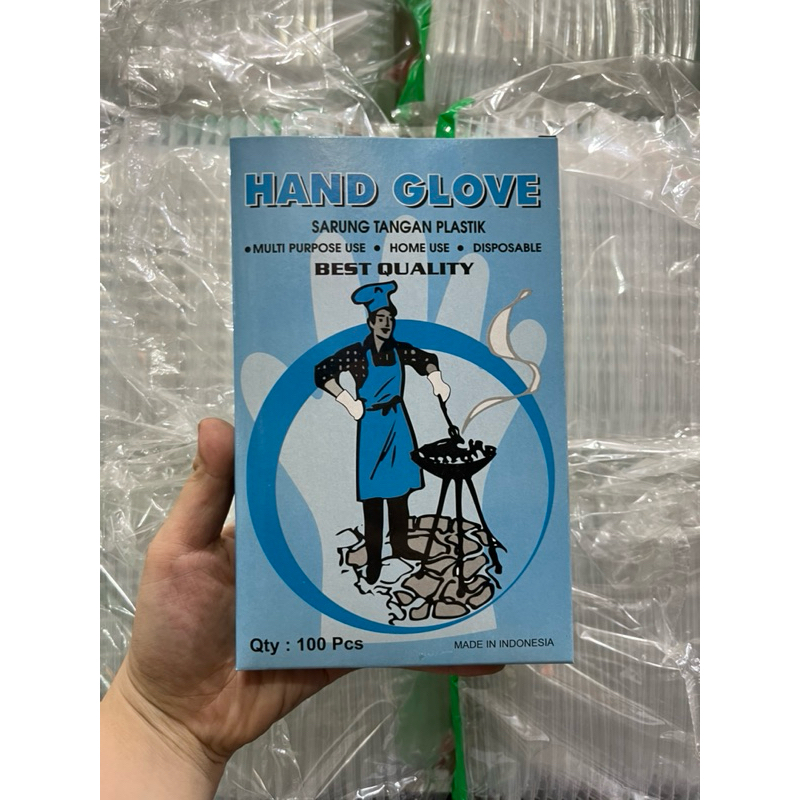 HAND GLOVE
SARUNG TANGAN PLASTIK
•MULTI PURPOSE USE • HOME USE • DISPOSABLE
BEST QUALITY
Qty : 100 Pcs
MADE IN INDONESIA